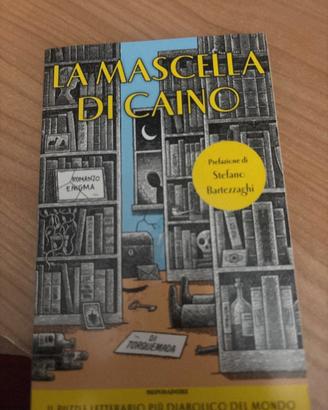 LA MASCELLA
DI CAINO
Prefazione di
Stefano
Bartezzaghi
ROMANZO
ENIGMA
DI
TORQUEMADA
MONDADORI
IL PUZZLE LETTERARIO PIÙ DIABOLICO DEL MONDO